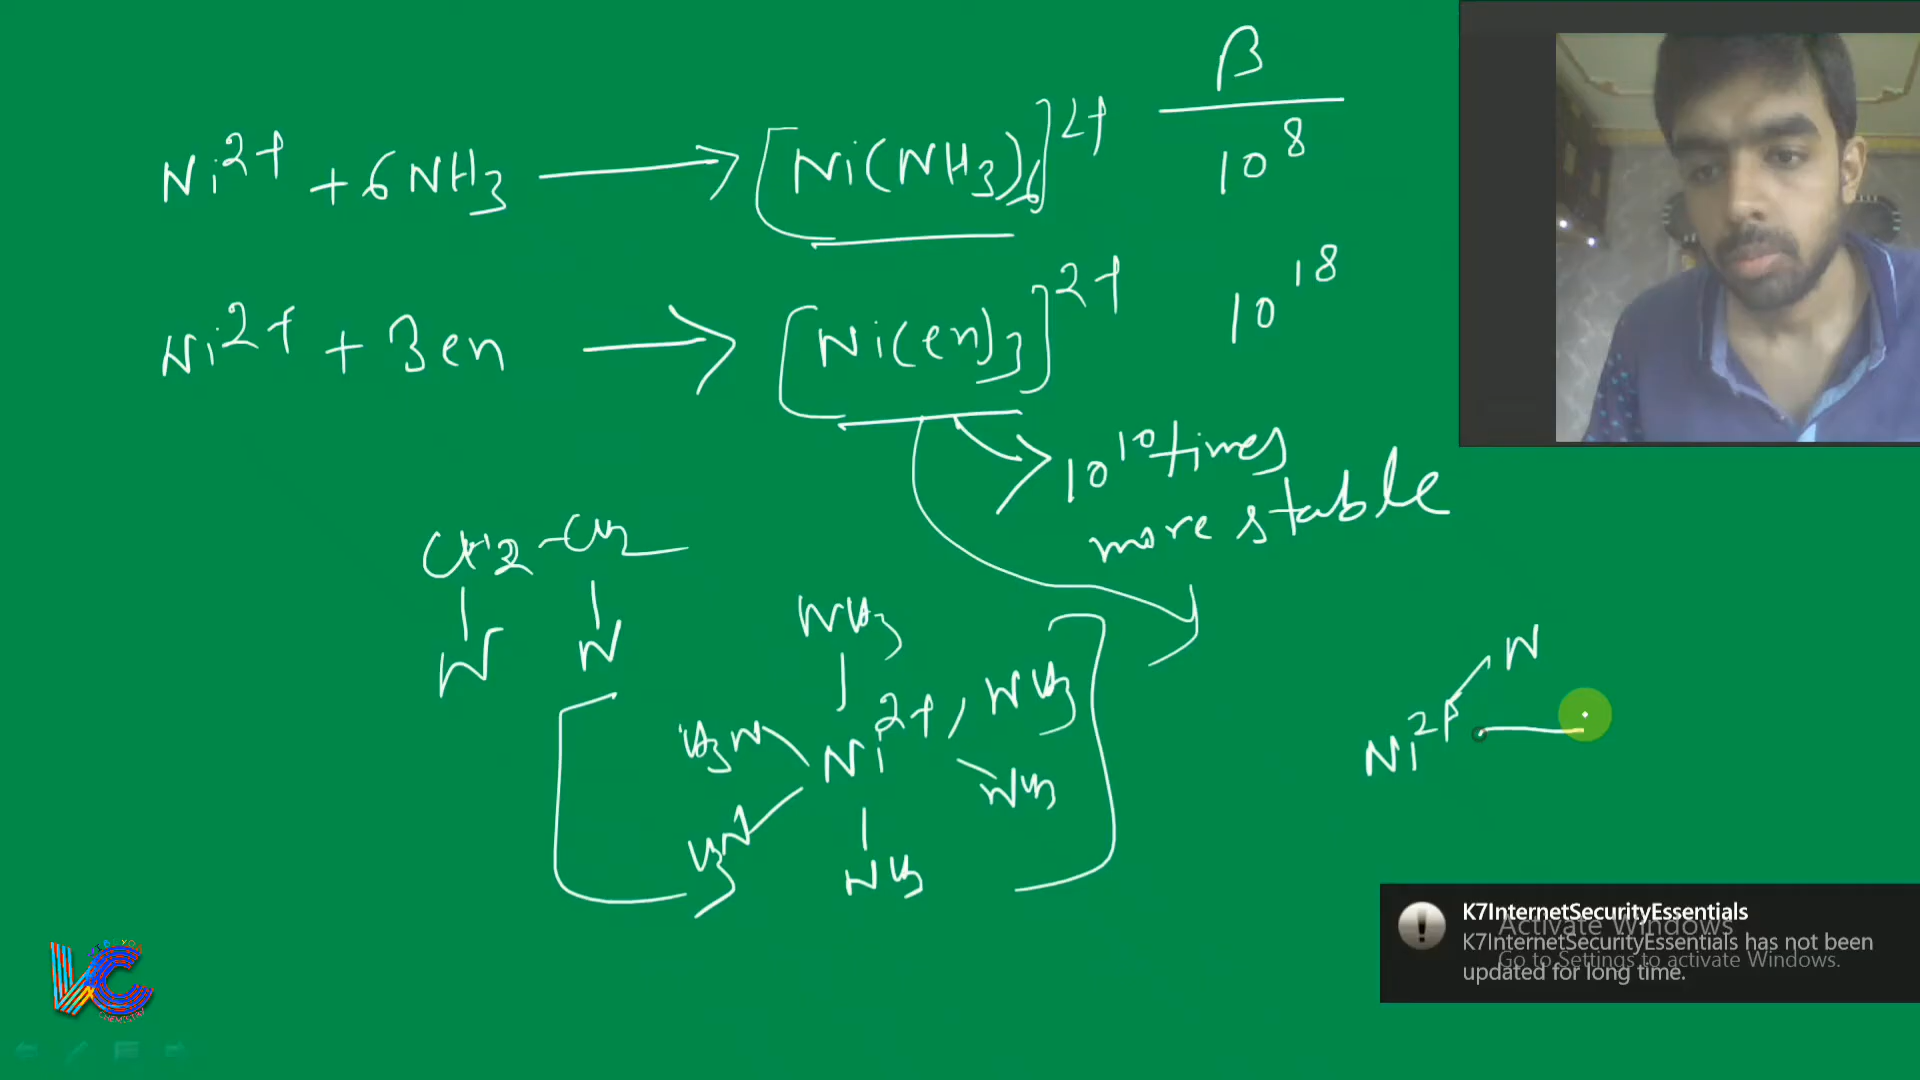 β
Ni2+ + 6NH3 ⟶ [Ni(NH3)6]2+ 10^8
Ni2+ + 3en ⟶ [Ni(en)3]2+ 10^18
10^10 times
more stable
CH2-CH2
N N
NH3
H3N Ni2+, NH3
H3N NH3
NH3
N
Ni2+
K7InternetSecurityEssentials
Activate Windows
K7InternetSecurityEssentials has not been
Go to Settings to activate Windows.
updated for long time.
VC
CHEMISTRY